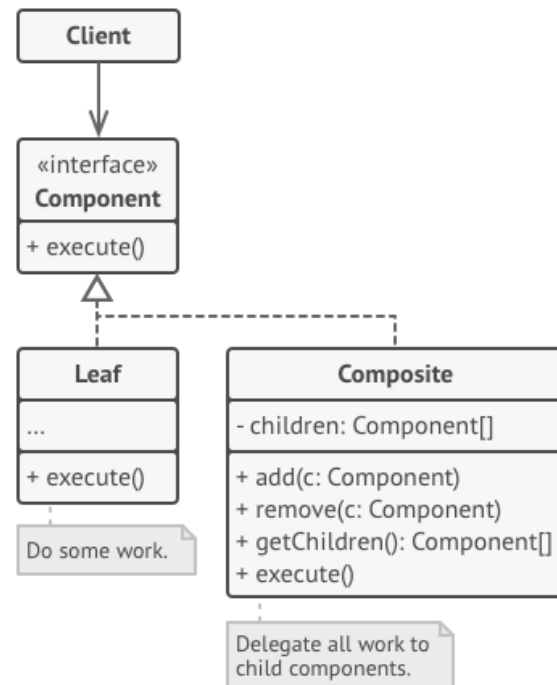 Client
«interface»
Component
+ execute()
Leaf
...
+ execute()
Do some work.
Composite
- children: Component[]
+ add(c: Component)
+ remove(c: Component)
+ getChildren(): Component[]
+ execute()
Delegate all work to
child components.